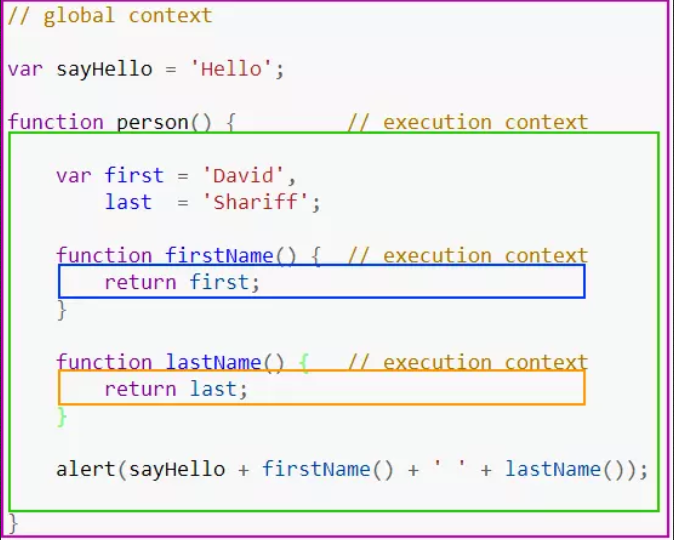 // global context
var sayHello = 'Hello';
function person() {          // execution context
    var first = 'David',
        last  = 'Shariff';
    function firstName() {  // execution context
        return first;
    }
    function lastName() {   // execution context
        return last;
    }
    alert(sayHello + firstName() + ' ' + lastName());
}